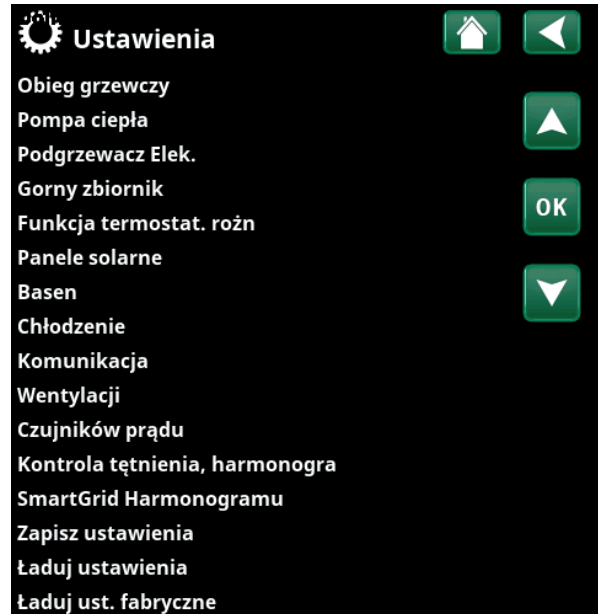 Ustawienia
Obieg grzewczy
Pompa ciepła
Podgrzewacz Elek.
Gorny zbiornik
Funkcja termostat. rożn
Panele solarne
Basen
Chłodzenie
Komunikacja
Wentylacji
Czujników prądu
Kontrola tętnienia, harmonogra
SmartGrid Harmonogramu
Zapisz ustawienia
Ładuj ustawienia
Ładuj ust. fabryczne
OK